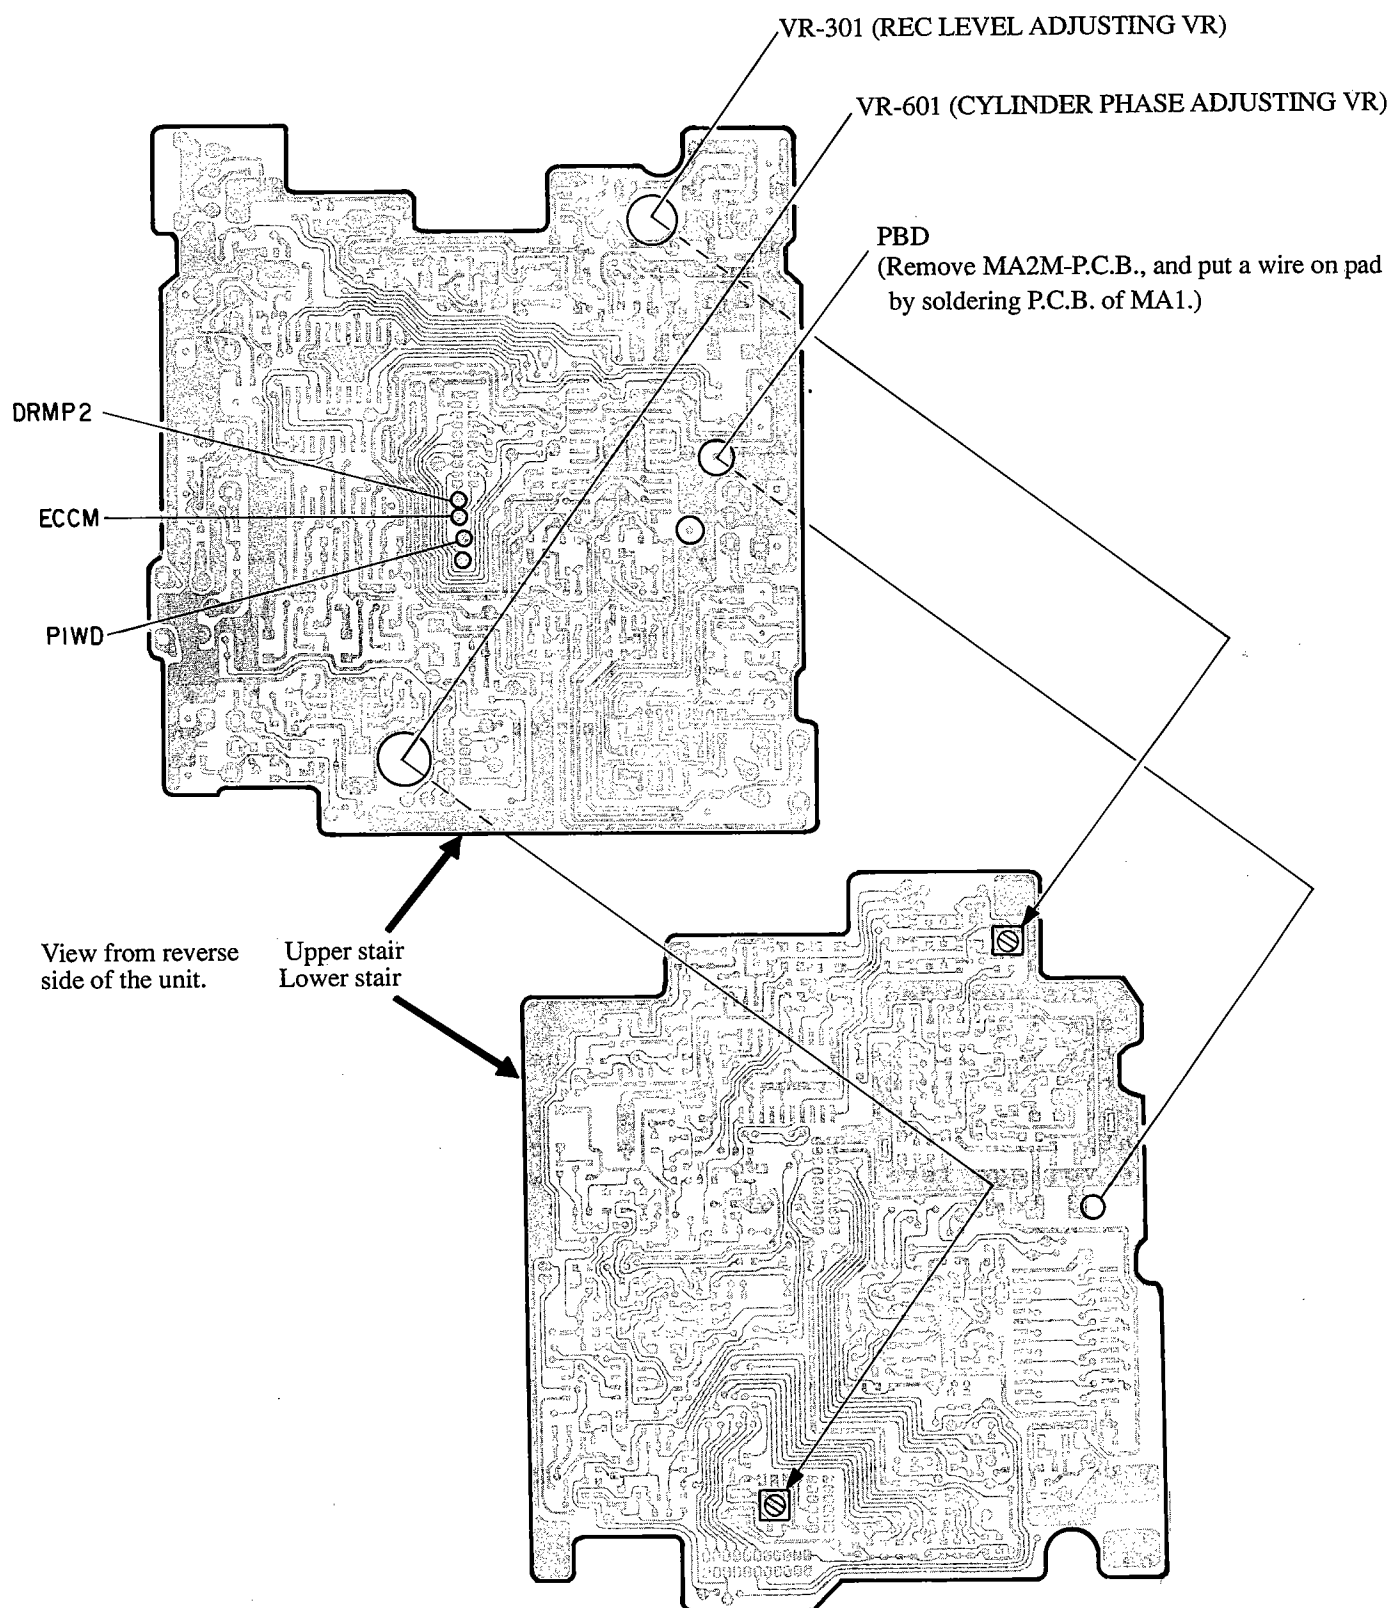 VR-301 (REC LEVEL ADJUSTING VR)
VR-601 (CYLINDER PHASE ADJUSTING VR)
PBD
(Remove MA2M-P.C.B., and put a wire on pad
by soldering P.C.B. of MA1.)
DRMP2
ECCM
PIWD
View from reverse
side of the unit.
Upper stair
Lower stair